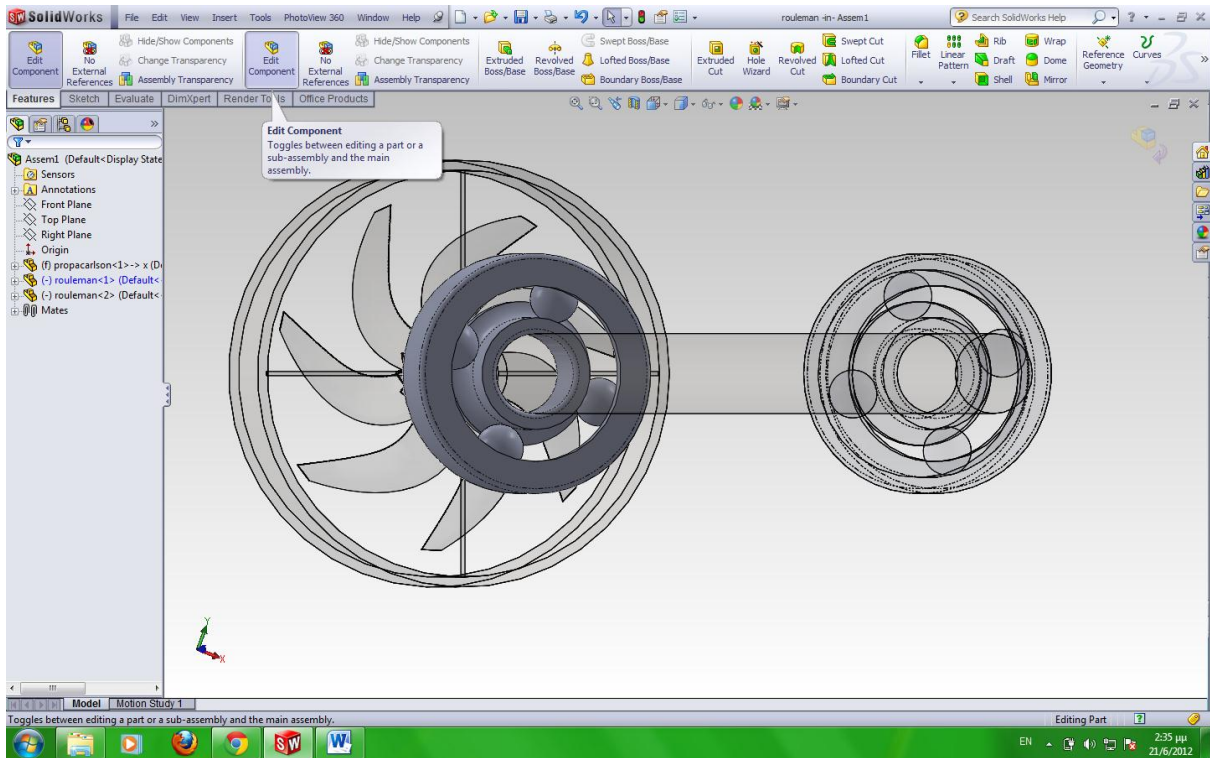 SolidWorks File Edit View Insert Tools PhotoView 360 Window Help rouleman -in- Assem1 Search SolidWorks Help
Edit Component
No External References
Hide/Show Components
Change Transparency
Assembly Transparency
Edit Component
No External References
Hide/Show Components
Change Transparency
Assembly Transparency
Extruded Boss/Base
Revolved Boss/Base
Swept Boss/Base
Lofted Boss/Base
Boundary Boss/Base
Extruded Cut
Hole Wizard
Revolved Cut
Swept Cut
Lofted Cut
Boundary Cut
Fillet
Linear Pattern
Rib
Draft
Shell
Wrap
Dome
Mirror
Reference Geometry
Curves
Features Sketch Evaluate DimXpert Render Tools Office Products
Edit Component
Toggles between editing a part or a
sub-assembly and the main
assembly.
Assem1 (Default<Display State
Sensors
Annotations
Front Plane
Top Plane
Right Plane
Origin
(f) propacarlson<1>-> x (D
(-) rouleman<1> (Default<
(-) rouleman<2> (Default<
Mates
Y
X
Model Motion Study 1
Toggles between editing a part or a sub-assembly and the main assembly. Editing Part
EN 2:35 μμ
21/6/2012